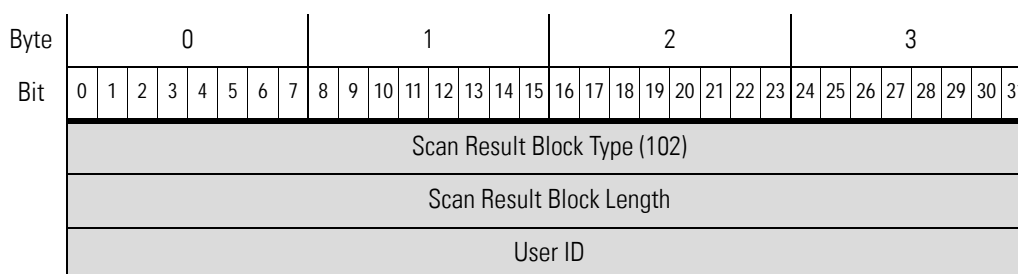 Byte 0 1 2 3
Bit 0 1 2 3 4 5 6 7 8 9 10 11 12 13 14 15 16 17 18 19 20 21 22 23 24 25 26 27 28 29 30 3
Scan Result Block Type (102)
Scan Result Block Length
User ID